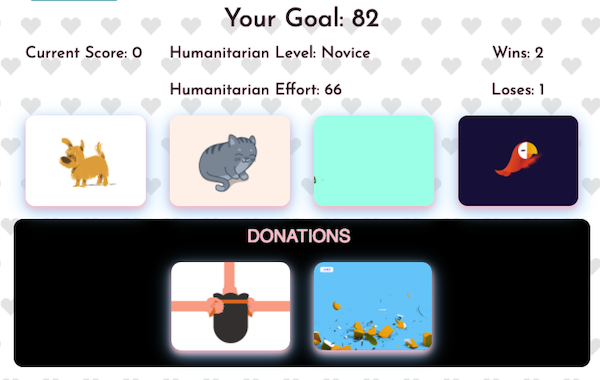 Your Goal: 82
Current Score: 0
Humanitarian Level: Novice
Wins: 2
Humanitarian Effort: 66
Loses: 1
DONATIONS